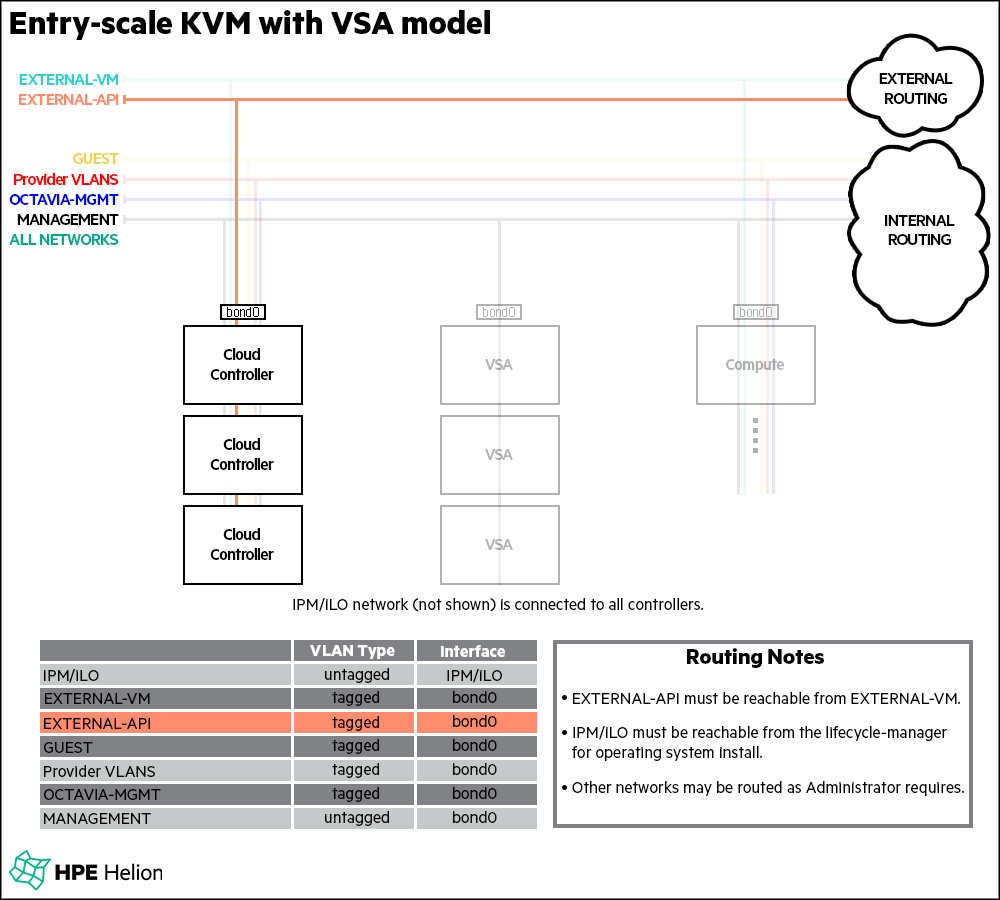 Entry-scale KVM with VSA model
EXTERNAL-VM
EXTERNAL-API
EXTERNAL
ROUTING
GUEST
Provider VLANS
OCTAVIA-MGMT
MANAGEMENT
ALL NETWORKS
INTERNAL
ROUTING
bond0
bond0
bond0
Cloud
Controller
VSA
Compute
Cloud
Controller
VSA
Cloud
Controller
VSA
IPM/ILO network (not shown) is connected to all controllers.
VLAN Type Interface
IPM/ILO untagged IPM/ILO
EXTERNAL-VM tagged bond0
EXTERNAL-API tagged bond0
GUEST tagged bond0
Provider VLANS tagged bond0
OCTAVIA-MGMT tagged bond0
MANAGEMENT untagged bond0
Routing Notes
• EXTERNAL-API must be reachable from EXTERNAL-VM.
• IPM/ILO must be reachable from the lifecycle-manager
for operating system install.
• Other networks may be routed as Administrator requires.
HPE Helion